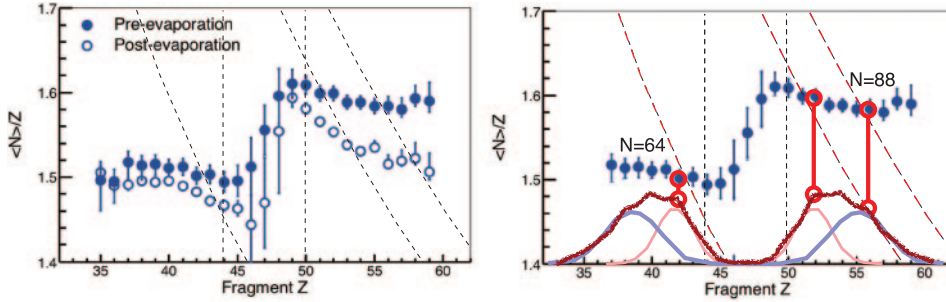 1.7
Pre-evaporation
Post-evaporation
1.6
<N>/Z
1.5
1.4
35 40 45 50 55 60
Fragment Z
1.7
N=88
1.6
<N>/Z
N=64
1.5
1.4
35 40 45 50 55 60
Fragment Z